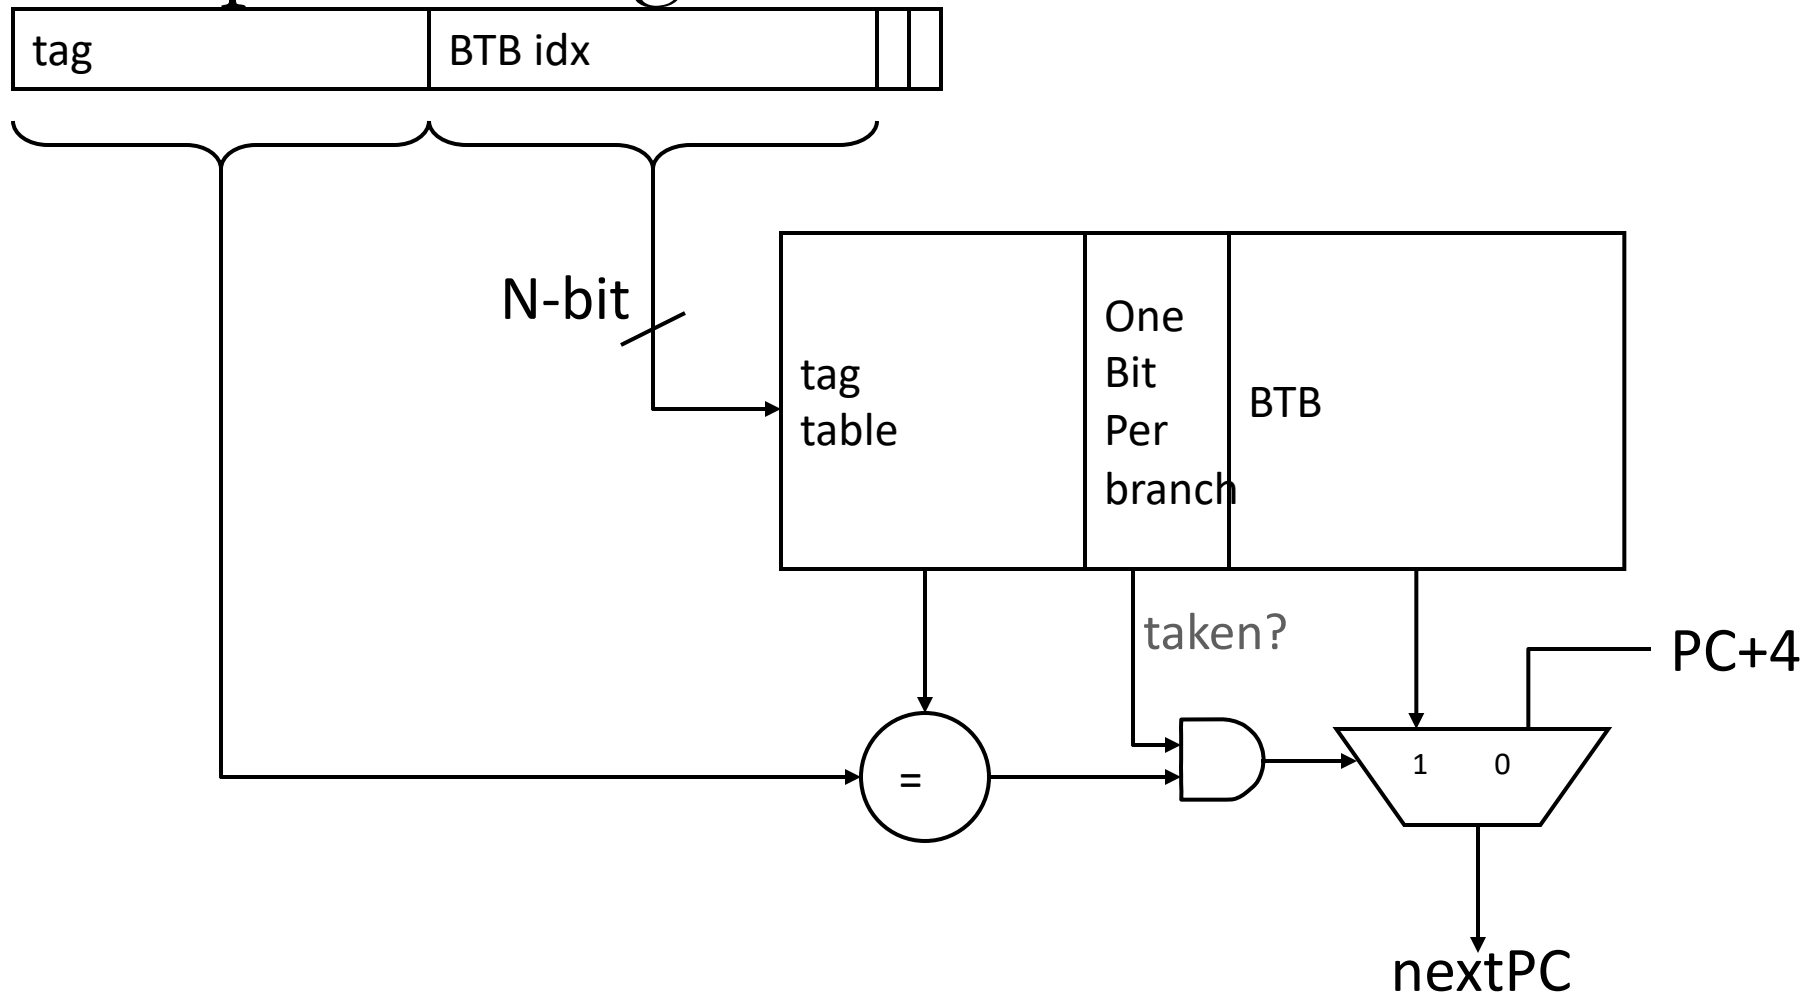 tag
BTB idx
N-bit
tag
table
One
Bit
Per
branch
BTB
taken?
PC+4
=
1
0
nextPC